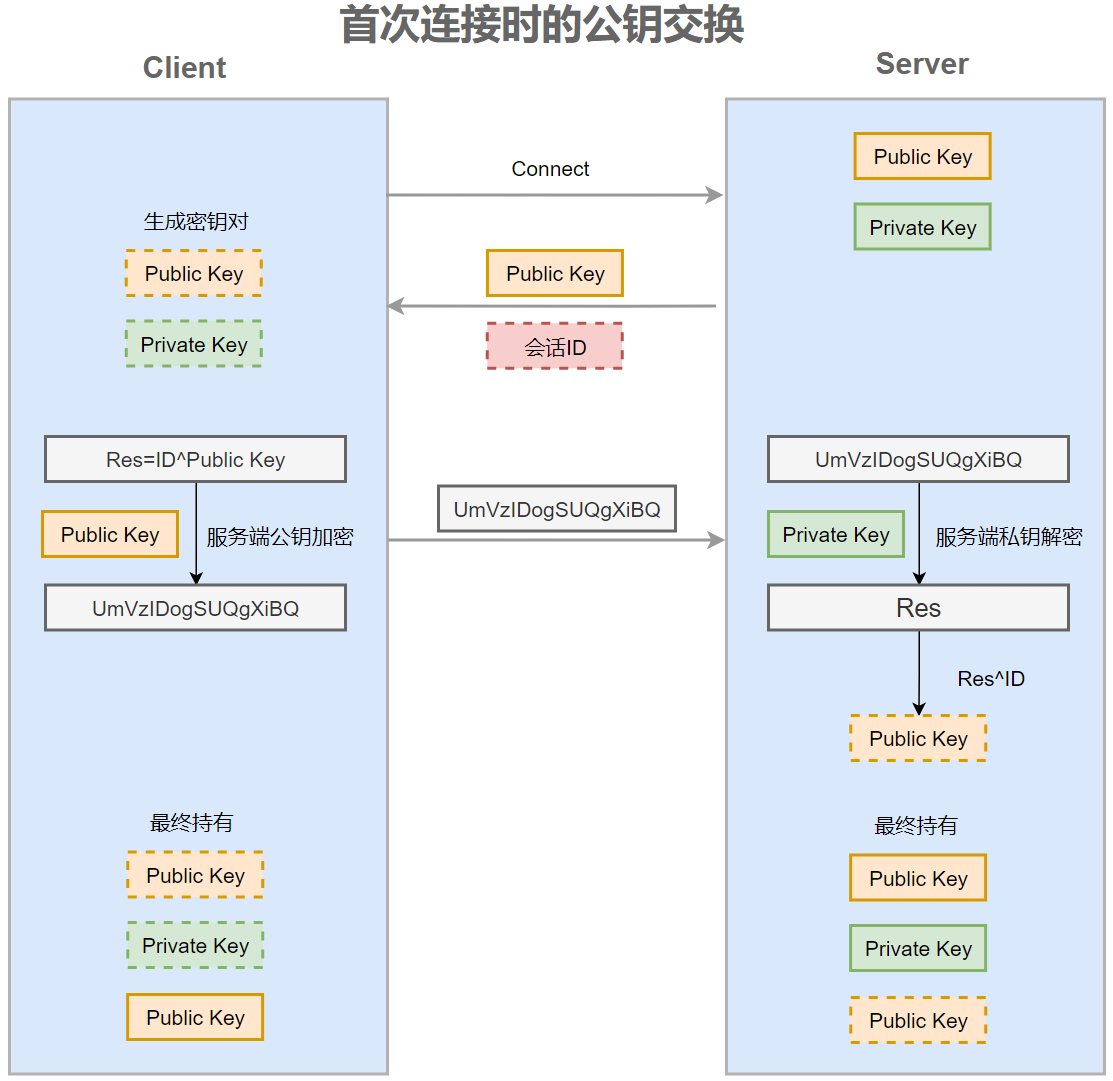 首次连接时的公钥交换
Client
Server
Connect
Public Key
Private Key
生成密钥对
Public Key
Private Key
Public Key
会话ID
Res=ID^Public Key
Public Key
服务端公钥加密
UmVzIDogSUQgXiBQ
UmVzIDogSUQgXiBQ
UmVzIDogSUQgXiBQ
Private Key
服务端私钥解密
Res
Res^ID
Public Key
最终持有
Public Key
Private Key
Public Key
最终持有
Public Key
Private Key
Public Key